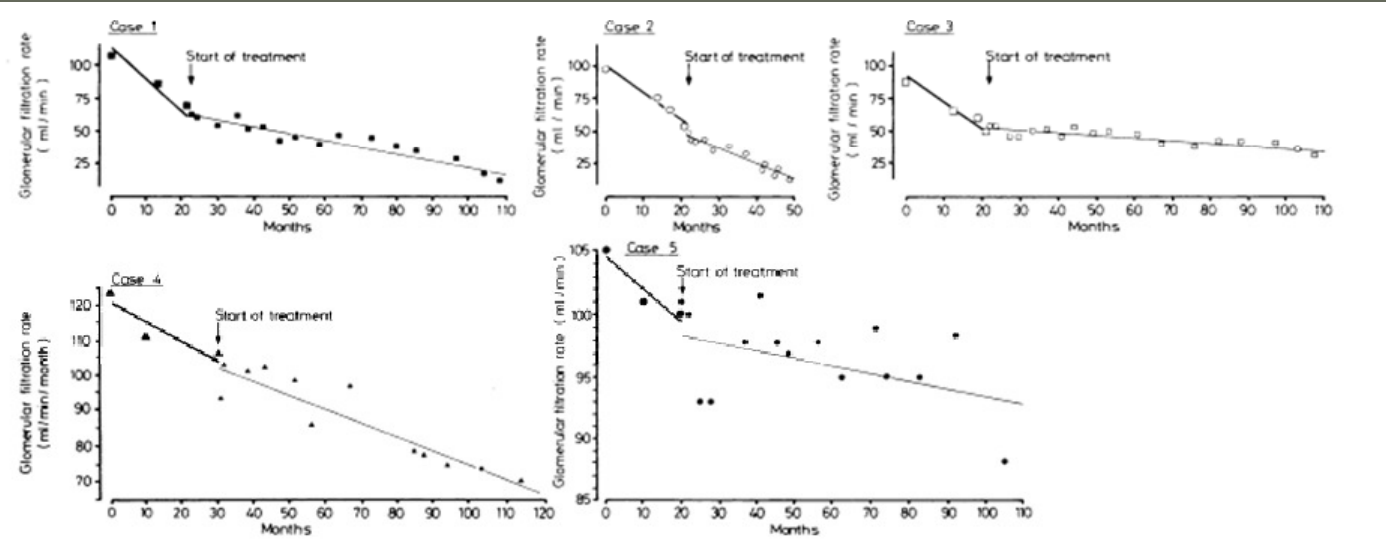 Case 1
Start of treatment
Glomerular filtration rate
( ml / min )
100
75
50
25
0 10 20 30 40 50 60 70 80 90 100 110
Months
Case 2
Start of treatment
Glomerular filtration rate
( ml / min )
100
75
50
25
0 10 20 30 40 50
Months
Case 3
Start of treatment
Glomerular filtration rate
( ml / min )
100
75
50
25
0 10 20 30 40 50 60 70 80 90 100 110
Months
Case 4
Start of treatment
Glomerular filtration rate
(ml/min/month)
120
110
100
90
80
70
0 10 20 30 40 50 60 70 80 90 100 110 120
Months
Case 5
Start of treatment
Glomerular filtration rate ( ml / min )
105
100
95
90
85
0 10 20 30 40 50 60 70 80 90 100 110
Months